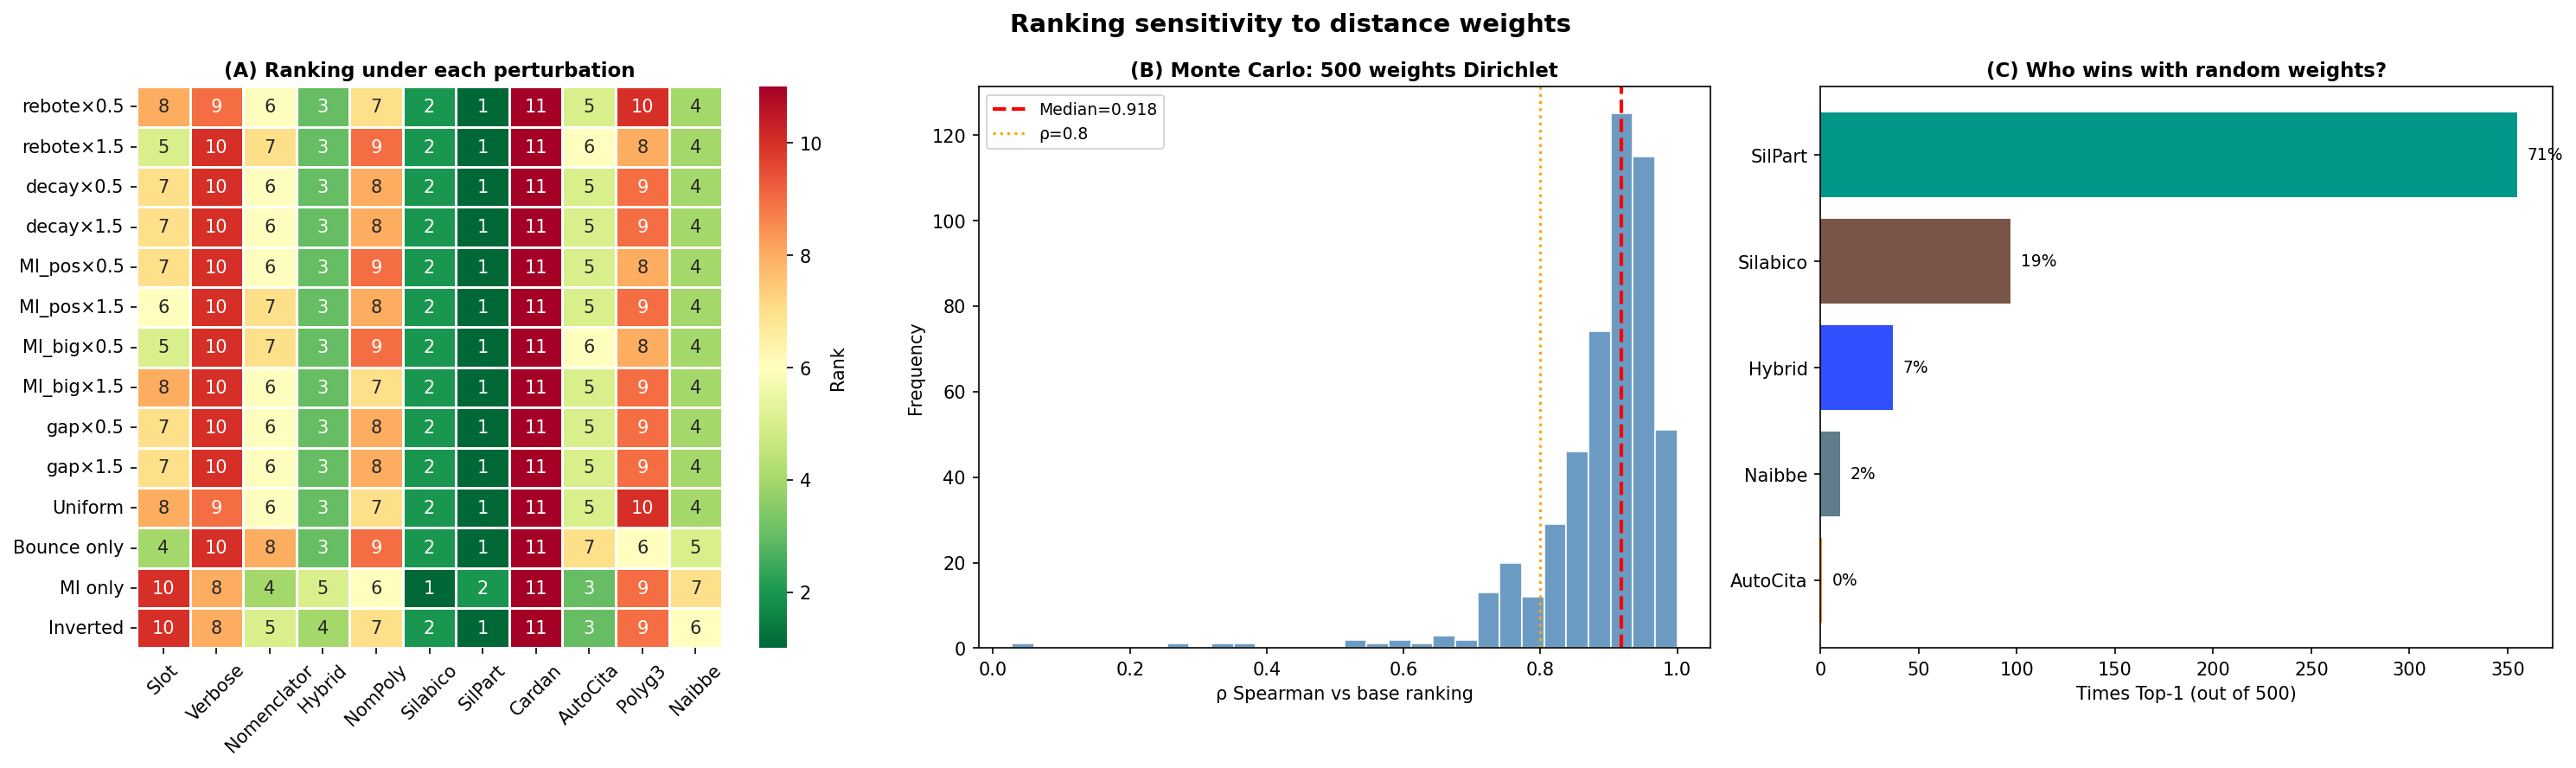 Ranking sensitivity to distance weights
(A) Ranking under each perturbation
rebote×0.5 8 9 6 3 7 2 1 11 5 10 4
rebote×1.5 5 10 7 3 9 2 1 11 6 8 4
decay×0.5 7 10 6 3 8 2 1 11 5 9 4
decay×1.5 7 10 6 3 8 2 1 11 5 9 4
MI_pos×0.5 7 10 6 3 9 2 1 11 5 8 4
MI_pos×1.5 6 10 7 3 8 2 1 11 5 9 4
MI_big×0.5 5 10 7 3 9 2 1 11 6 8 4
MI_big×1.5 8 10 6 3 7 2 1 11 5 9 4
gap×0.5 7 10 6 3 8 2 1 11 5 9 4
gap×1.5 7 10 6 3 8 2 1 11 5 9 4
Uniform 8 9 6 3 7 2 1 11 5 10 4
Bounce only 4 10 8 3 9 2 1 11 7 6 5
MI only 10 8 4 5 6 1 2 11 3 9 7
Inverted 10 8 5 4 7 2 1 11 3 9 6
Slot Verbose Nomenclator Hybrid NomPoly Silabico SilPart Cardan AutoCita Polyg3 Naibbe
10
8
6
4
2
Rank
(B) Monte Carlo: 500 weights Dirichlet
Median=0.918
ρ=0.8
120
100
80
60
40
20
0
Frequency
0.0 0.2 0.4 0.6 0.8 1.0
ρ Spearman vs base ranking
(C) Who wins with random weights?
SilPart 71%
Silabico 19%
Hybrid 7%
Naibbe 2%
AutoCita 0%
0 50 100 150 200 250 300 350
Times Top-1 (out of 500)